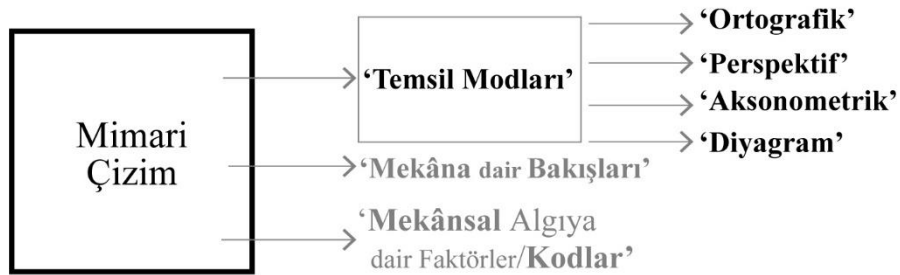 Mimari
Çizim
‘Temsil Modları’
‘Ortografik’
‘Perspektif’
‘Aksonometrik’
‘Diyagram’
‘Mekâna dair Bakışları’
‘Mekânsal Algıya
dair Faktörler/Kodlar’